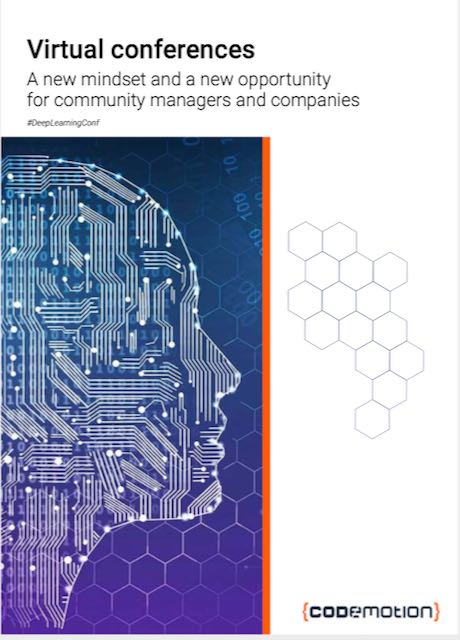 Virtual conferences
A new mindset and a new opportunity
for community managers and companies
#DeepLearningConf
{CODEMOTION}